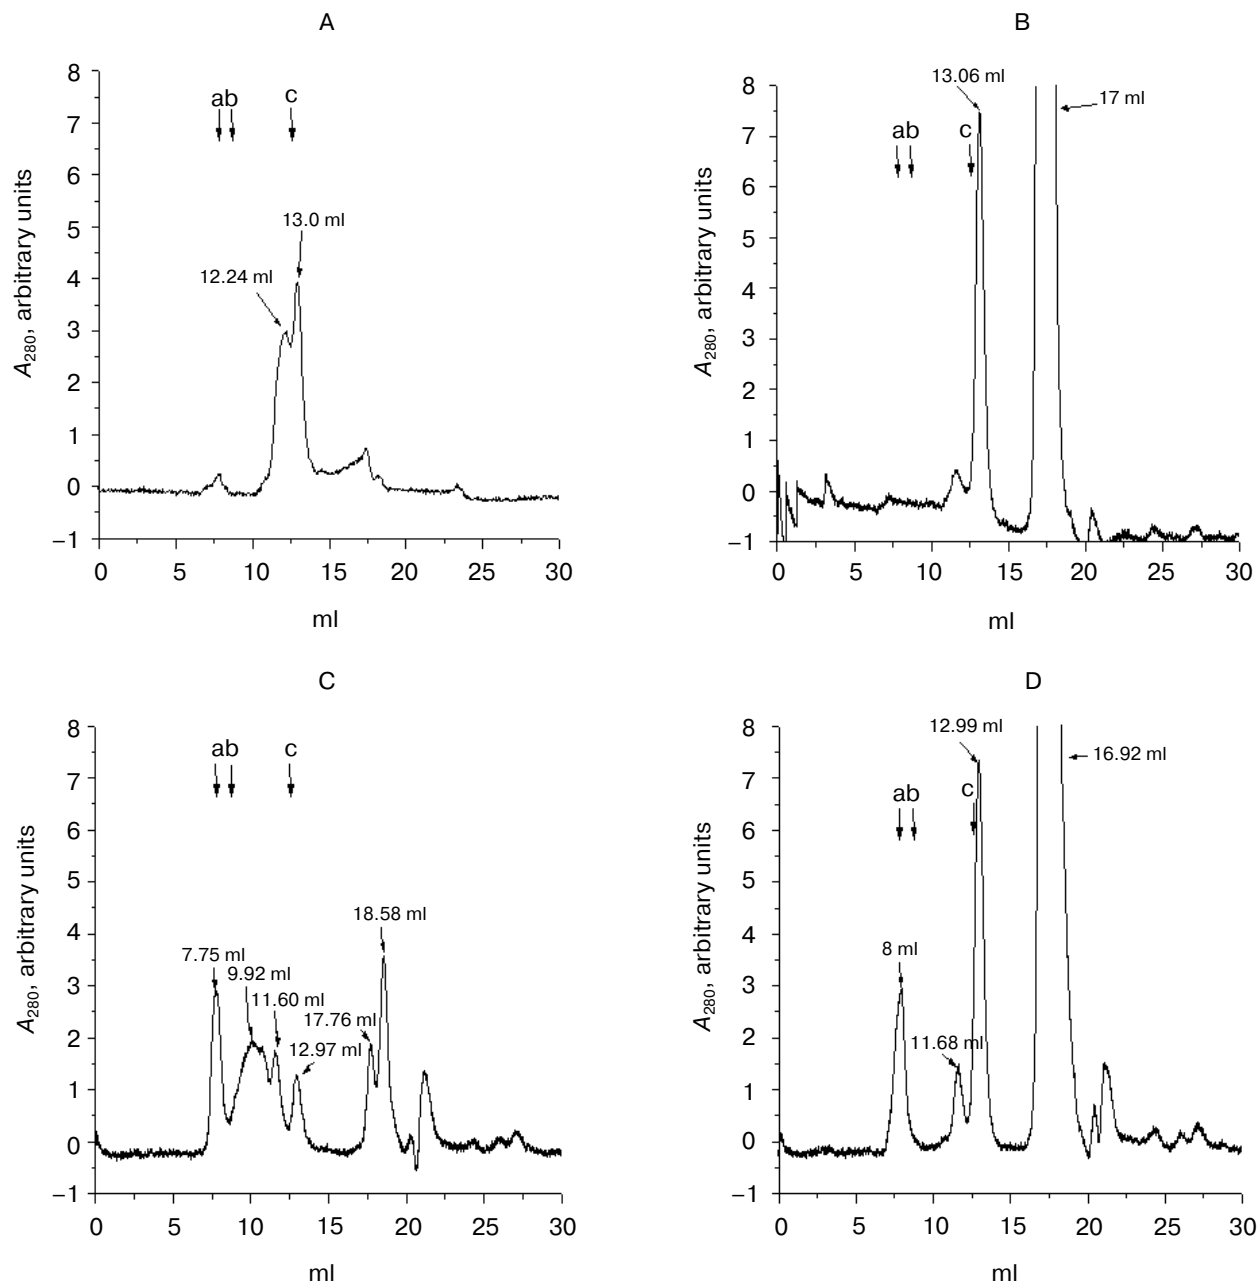 A
8
7
6
5
4
3
2
1
0
−1
A280, arbitrary units
ab
c
13.0 ml
12.24 ml
0 5 10 15 20 25 30
ml
B
8
7
6
5
4
3
2
1
0
−1
A280, arbitrary units
13.06 ml
17 ml
ab
c
0 5 10 15 20 25 30
ml
C
8
7
6
5
4
3
2
1
0
−1
A280, arbitrary units
ab
c
18.58 ml
7.75 ml
9.92 ml
11.60 ml
17.76 ml
12.97 ml
0 5 10 15 20 25 30
ml
D
8
7
6
5
4
3
2
1
0
−1
A280, arbitrary units
12.99 ml
16.92 ml
ab
c
8 ml
11.68 ml
0 5 10 15 20 25 30
ml